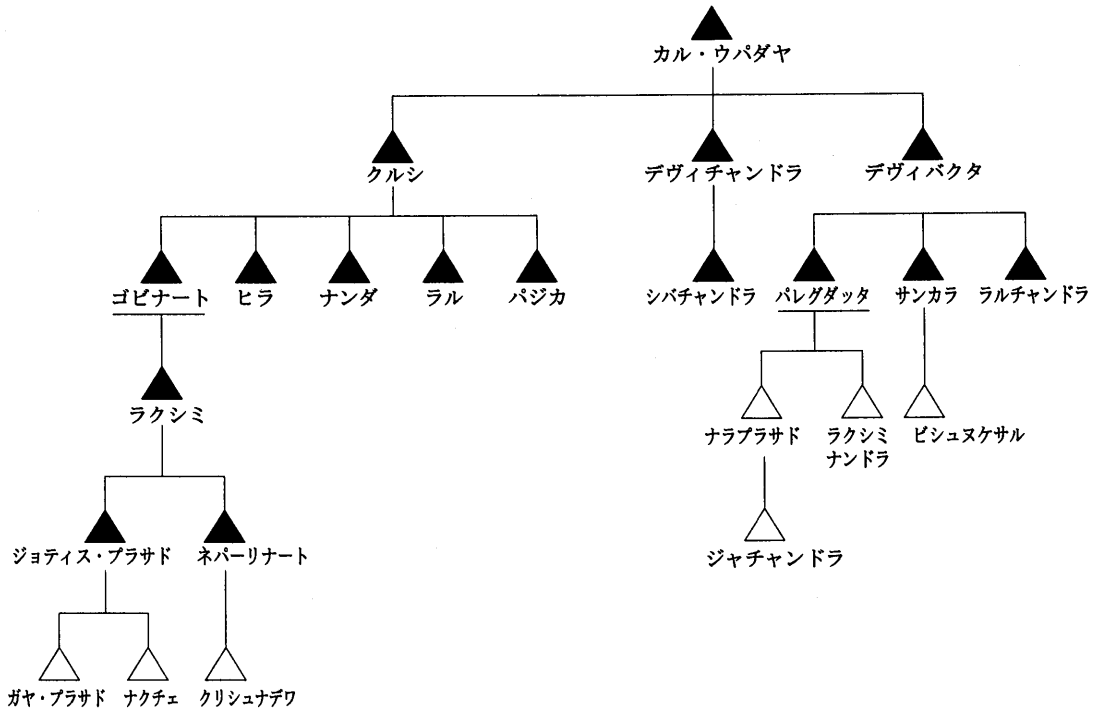 カル・ウパダヤ
クルシ
デヴィチャンドラ
デヴィバクタ
ゴビナート
ヒラ
ナンダ
ラル
パジカ
シバチャンドラ
パレグダッタ
サンカラ
ラルチャンドラ
ラクシミ
ナラプラサド
ラクシミ
ナンドラ
ビシュヌケサル
ジョティス・プラサド
ネパーリナート
ジャチャンドラ
ガヤ・プラサド
ナクチェ
クリシュナデワ